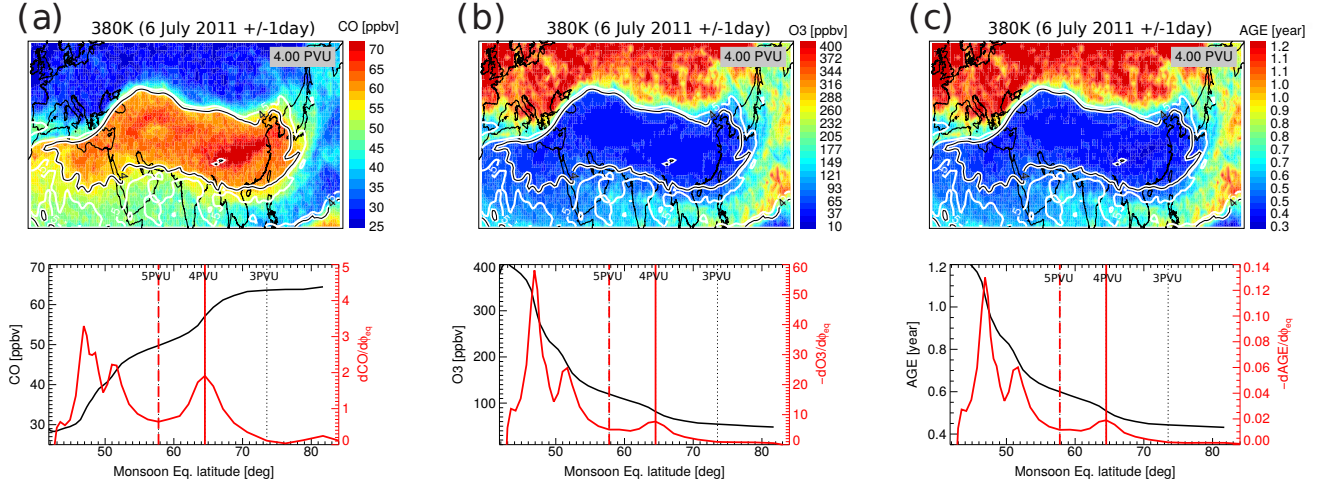 (a)
380K (6 July 2011 +/-1day)
CO [ppbv]
4.00 PVU
70
65
60
55
50
45
40
35
30
25
(b)
380K (6 July 2011 +/-1day)
O3 [ppbv]
4.00 PVU
400
372
344
316
288
261
233
205
177
149
121
93
65
37
10
(c)
380K (6 July 2011 +/-1day)
AGE [year]
4.00 PVU
1.2
1.2
1.1
1.0
1.0
0.9
0.8
0.8
0.7
0.6
0.6
0.5
0.4
0.4
0.3
70
60
50
40
30
CO [ppbv]
5PVU
4PVU
3PVU
5
4
3
2
1
0
dCO/dϕeq
50
60
70
80
Monsoon Eq. latitude [deg]
400
300
200
100
O3 [ppbv]
5PVU
4PVU
3PVU
60
50
40
30
20
10
0
−dO3/dϕeq
50
60
70
80
Monsoon Eq. latitude [deg]
1.2
1.0
0.8
0.6
0.4
AGE [year]
5PVU
4PVU
3PVU
0.14
0.12
0.10
0.08
0.06
0.04
0.02
0.00
−dAGE/dϕeq
50
60
70
80
Monsoon Eq. latitude [deg]